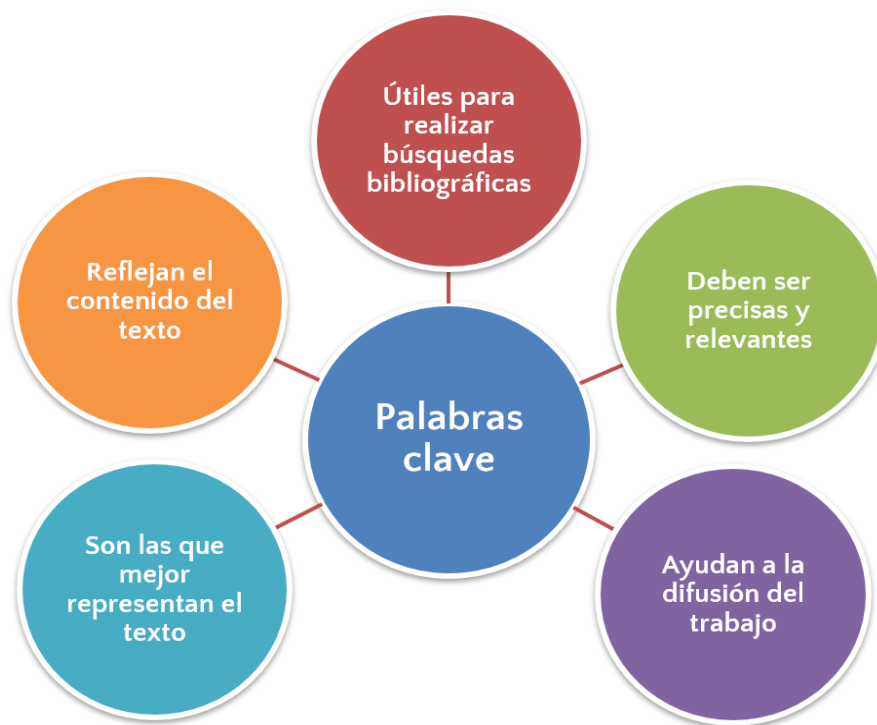 Útiles para
realizar
búsquedas
bibliográficas
Reflejan el
contenido del
texto
Deben ser
precisas y
relevantes
Palabras
clave
Son las que
mejor
representan el
texto
Ayudan a la
difusión del
trabajo